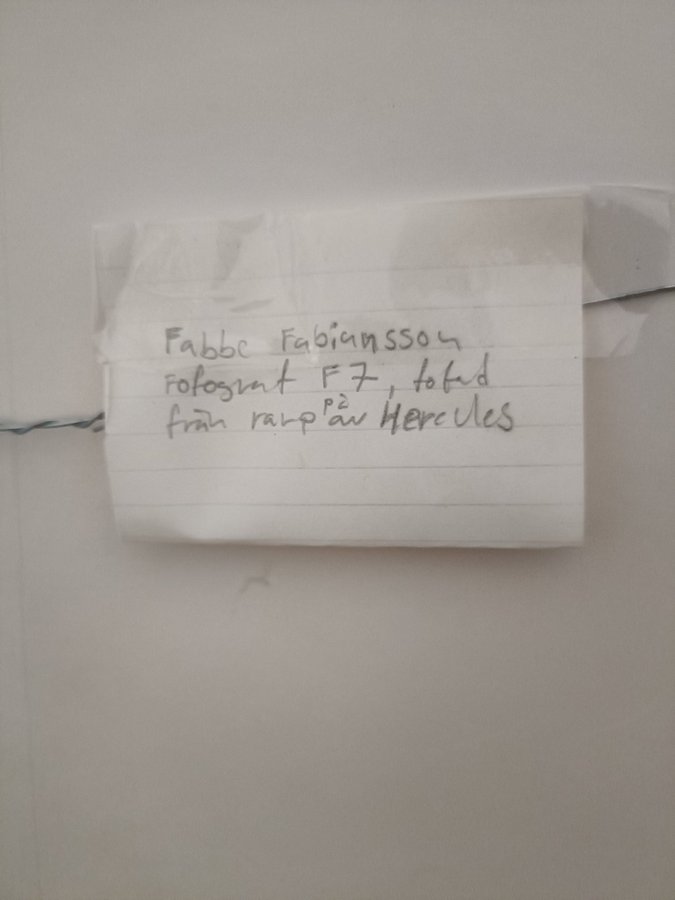 Fabbe Fabiansson
Fotograf F7, fotad
från ramp på av Hercules